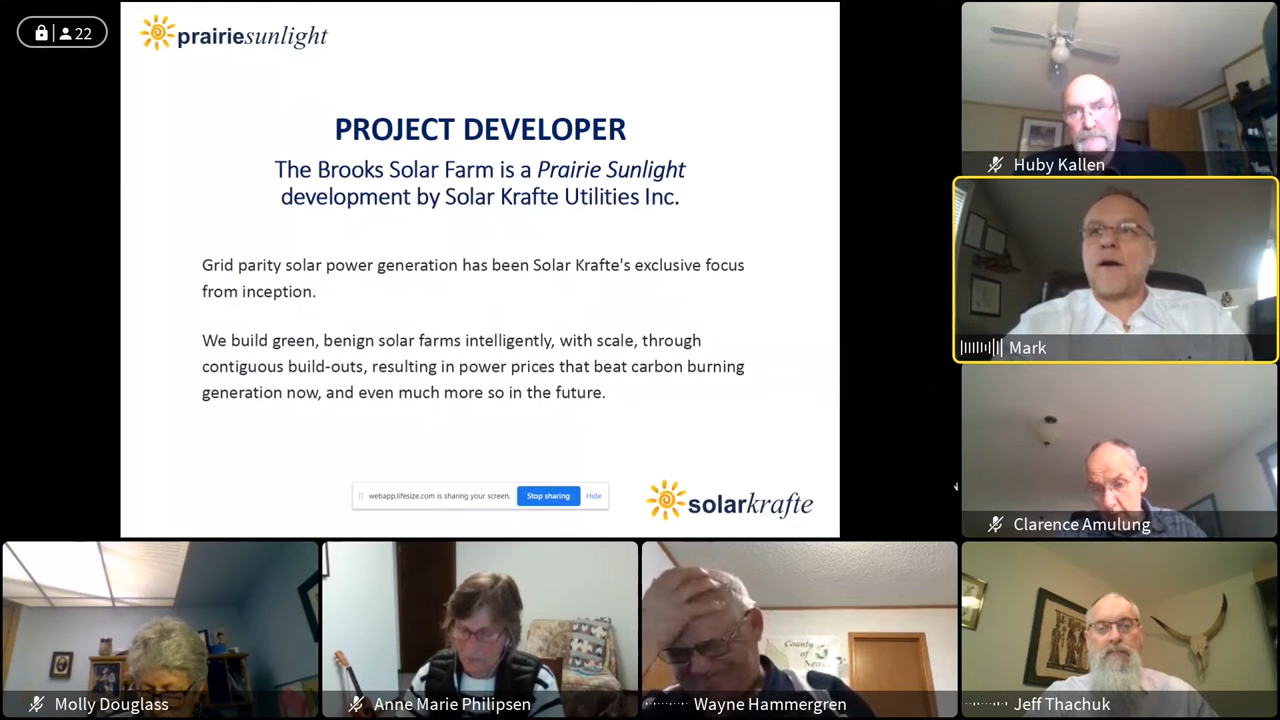 22
prairiesunlight
PROJECT DEVELOPER
The Brooks Solar Farm is a Prairie Sunlight
development by Solar Krafte Utilities Inc.
Grid parity solar power generation has been Solar Krafte's exclusive focus
from inception.
We build green, benign solar farms intelligently, with scale, through
contiguous build-outs, resulting in power prices that beat carbon burning
generation now, and even much more so in the future.
webapp.lifesize.com is sharing your screen. Stop sharing Hide
solarkrafte
Huby Kallen
Mark
Clarence Amulung
Molly Douglass
Anne Marie Philipsen
County
of
Wayne Hammergren
Jeff Thachuk